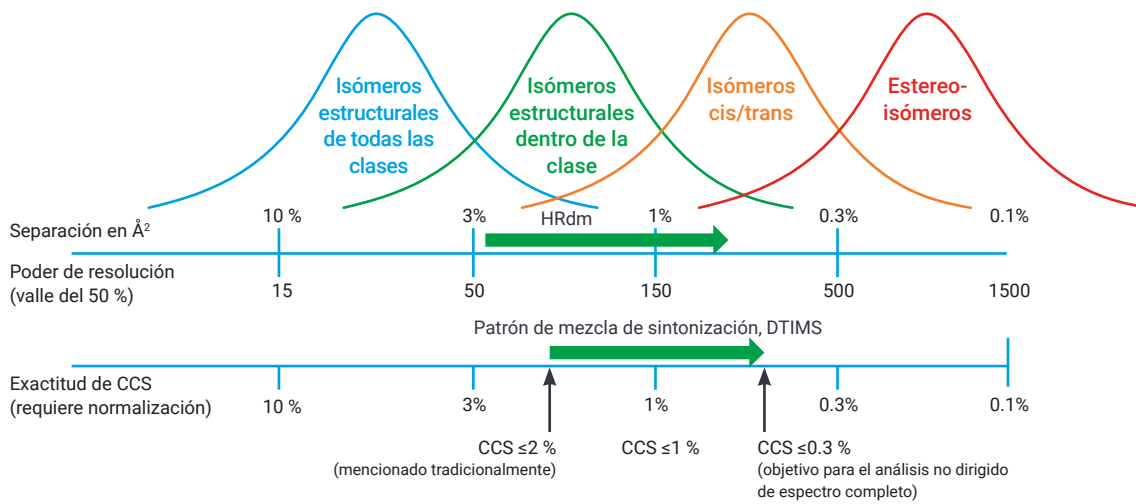 Isómeros
estructurales
de todas las
clases
Isómeros
estructurales
dentro de la
clase
Isómeros
cis/trans
Estereo-
isómeros
Separación en Å²
10 %
3%
HRdm
1%
0.3%
0.1%
Poder de resolución
(valle del 50 %)
15
50
150
500
1500
Patrón de mezcla de sintonización, DTIMS
Exactitud de CCS
(requiere normalización)
10 %
3%
1%
0.3%
0.1%
CCS ≤2 %
(mencionado tradicionalmente)
CCS ≤1 %
CCS ≤0.3 %
(objetivo para el análisis no dirigido
de espectro completo)